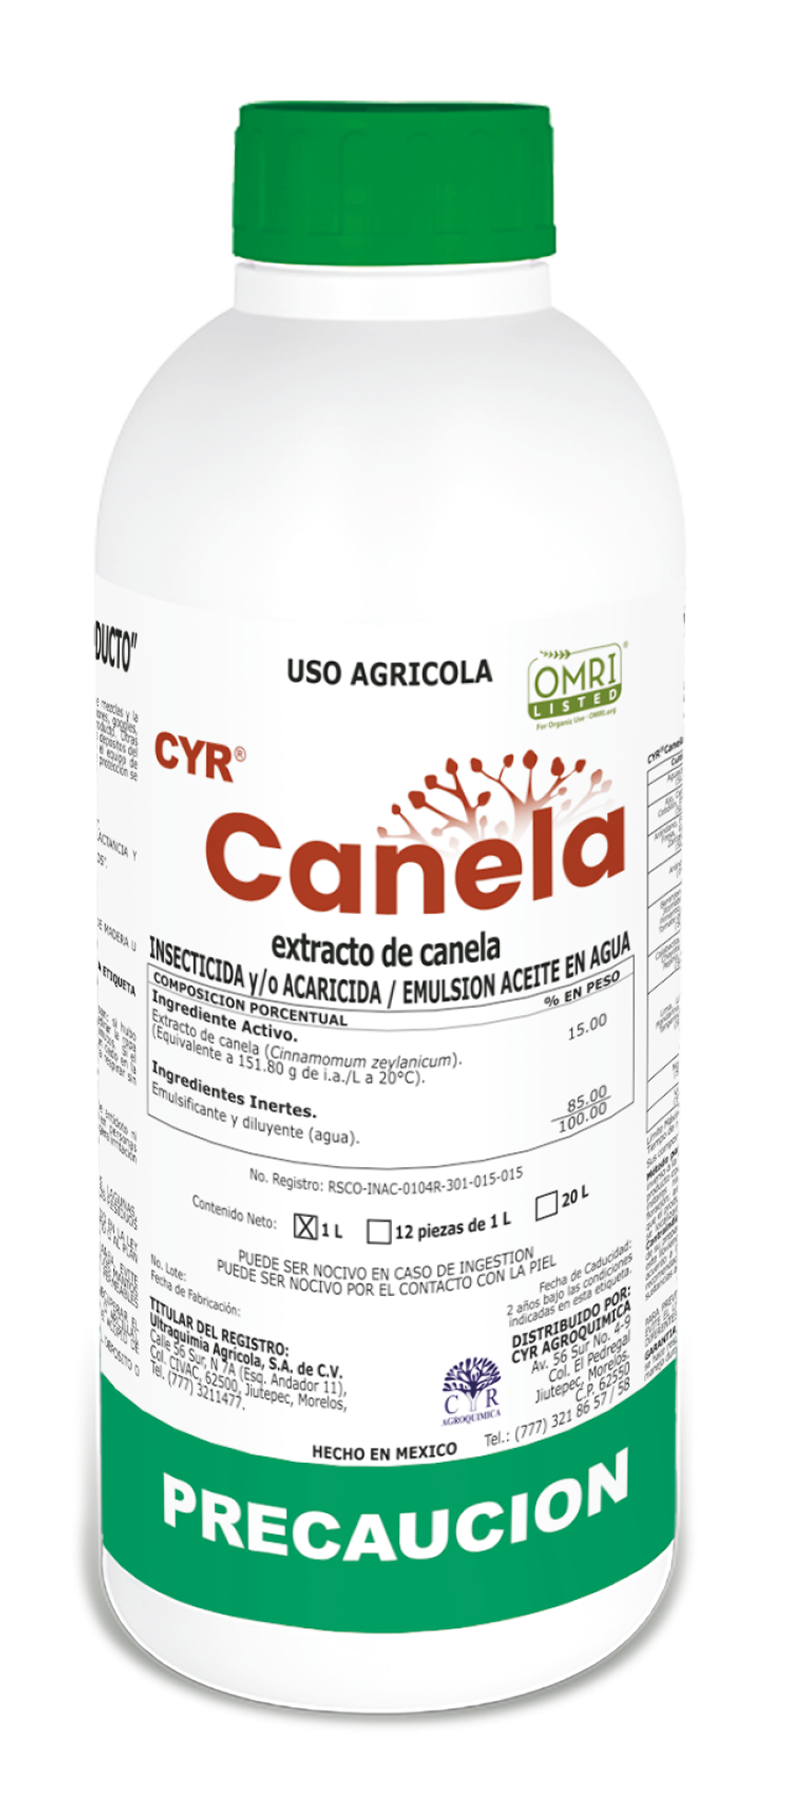 USO AGRICOLA
OMRI
LISTED
For Organic Use - OMRI.org
CYR®
Canela
extracto de canela
INSECTICIDA y/o ACARICIDA / EMULSION ACEITE EN AGUA
COMPOSICION PORCENTUAL % EN PESO
Ingrediente Activo.
Extracto de canela (Cinnamomum zeylanicum). 15.00
(Equivalente a 151.80 g de i.a./L a 20°C).
Ingredientes Inertes.
Emulsificante y diluyente (agua). 85.00
100.00
No. Registro: RSCO-INAC-0104R-301-015-015
Contenido Neto: X 1 L 12 piezas de 1 L 20 L
PUEDE SER NOCIVO EN CASO DE INGESTION
PUEDE SER NOCIVO POR EL CONTACTO CON LA PIEL
No. Lote:
Fecha de Fabricación:
Fecha de Caducidad:
2 años bajo las condiciones
indicadas en esta etiqueta.
TITULAR DEL REGISTRO:
Ultraquimia Agricola, S.A. de C.V.
Calle 56 Sur, N 7A (Esq. Andador 11),
Col. CIVAC, 62500, Jiutepec, Morelos,
Tel. (777) 3211477.
DISTRIBUIDO POR:
CYR AGROQUIMICA
Av. 56 Sur No. 4-9
Col. El Pedregal
Jiutepec, Morelos,
C.P. 62550
Tel.: (777) 321 86 57 / 58
C Y R
AGROQUIMICA
HECHO EN MEXICO
PRECAUCION